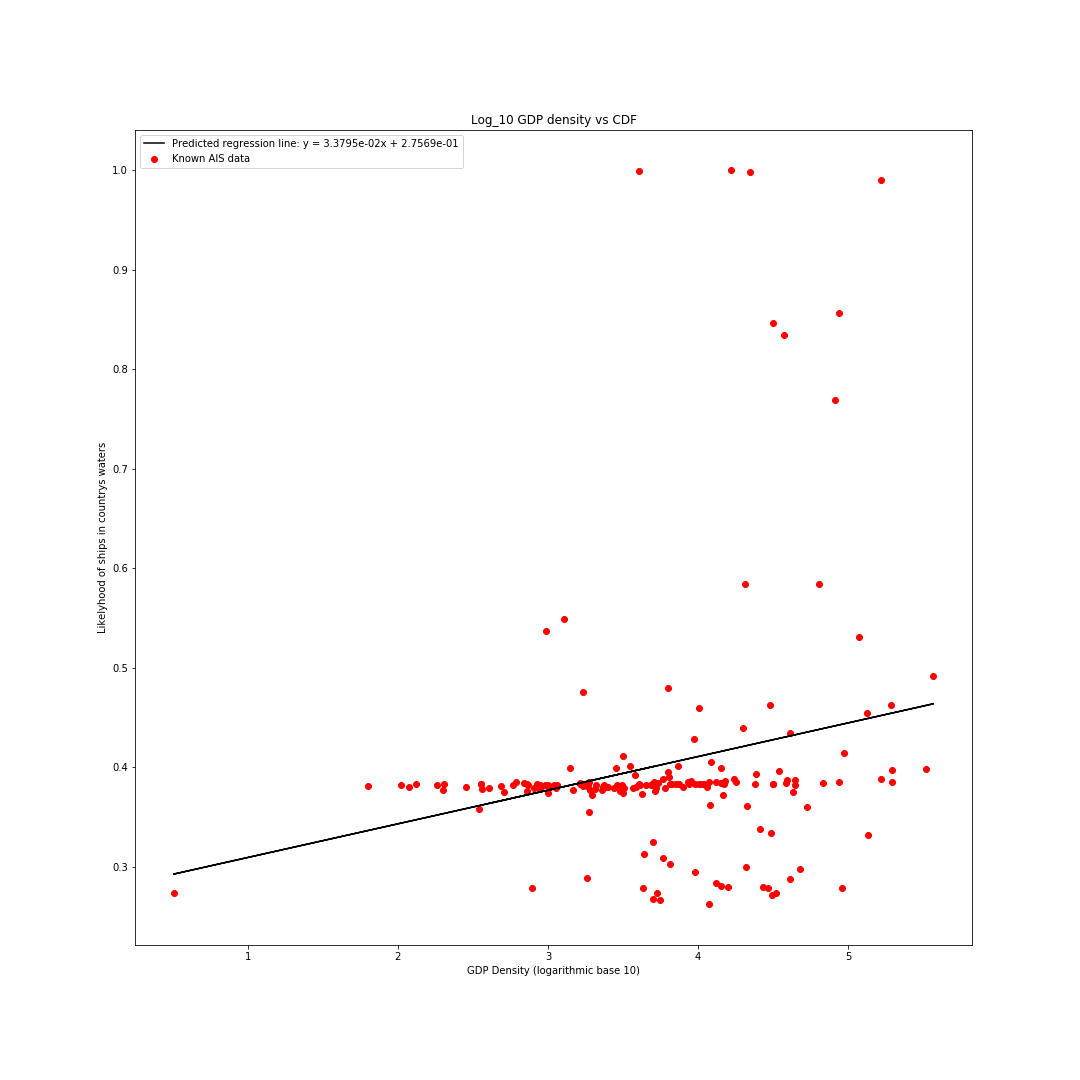 Log_10 GDP density vs CDF
Predicted regression line: y = 3.3795e-02x + 2.7569e-01
Known AIS data
1.0
0.9
0.8
0.7
0.6
0.5
0.4
0.3
Likelyhood of ships in countrys waters
1 2 3 4 5
GDP Density (logarithmic base 10)